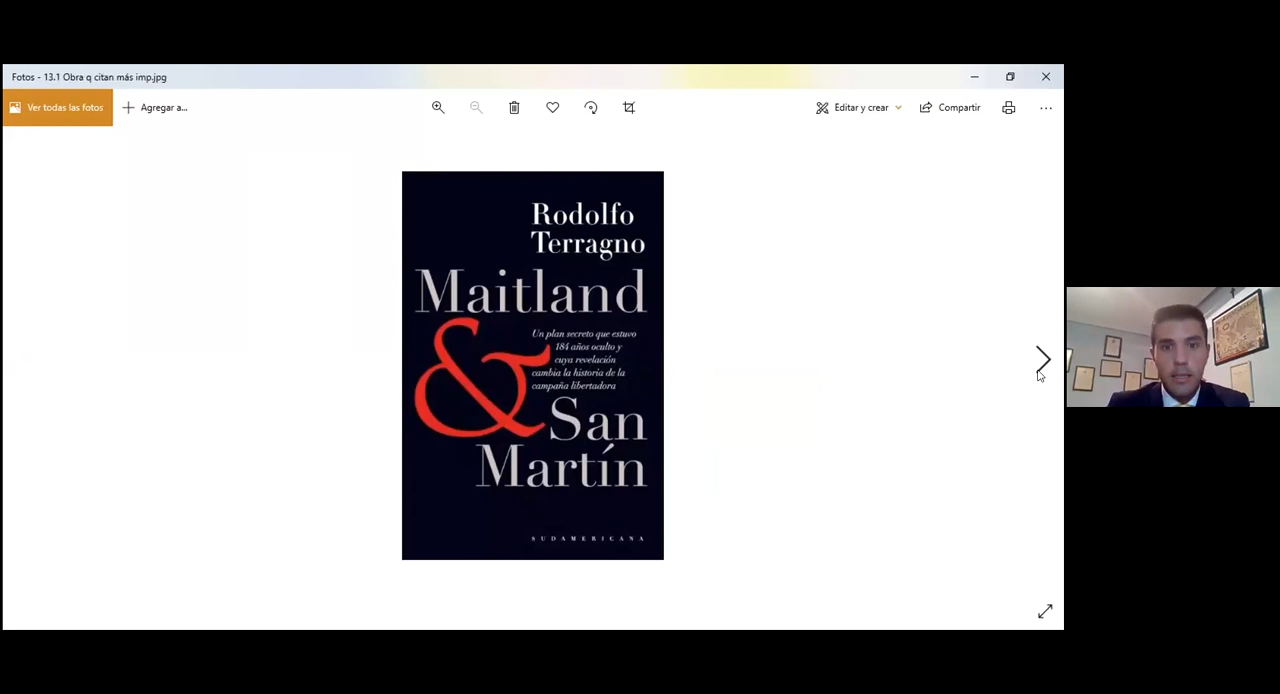 Fotos - 13.1 Obra q citan más imp.jpg
Ver todas las fotos
Agregar a...
Editar y crear
Compartir
Rodolfo
Terragno
Maitland
&
Un plan secreto que estuvo
184 años oculto y
cuya revelación
cambia la historia de la
campaña libertadora
San
Martín
SUDAMERICANA